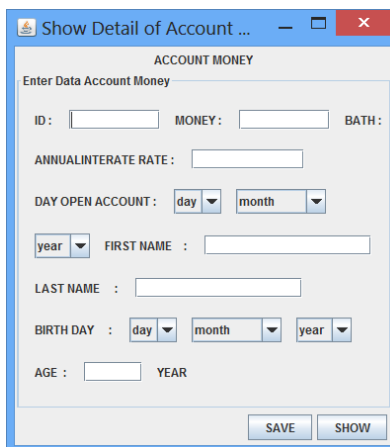 Show Detail of Account ...
ACCOUNT MONEY
Enter Data Account Money
ID : MONEY : BATH :
ANNUALINTERATE RATE :
DAY OPEN ACCOUNT : day month
year FIRST NAME :
LAST NAME :
BIRTH DAY : day month year
AGE : YEAR
SAVE SHOW